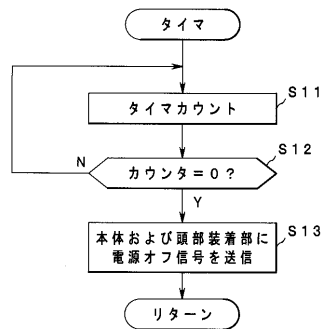 タイマ
S11
タイマカウント
S12
N
カウンタ=0?
Y
S13
本体および頭部装着部に
電源オフ信号を送信
リターン